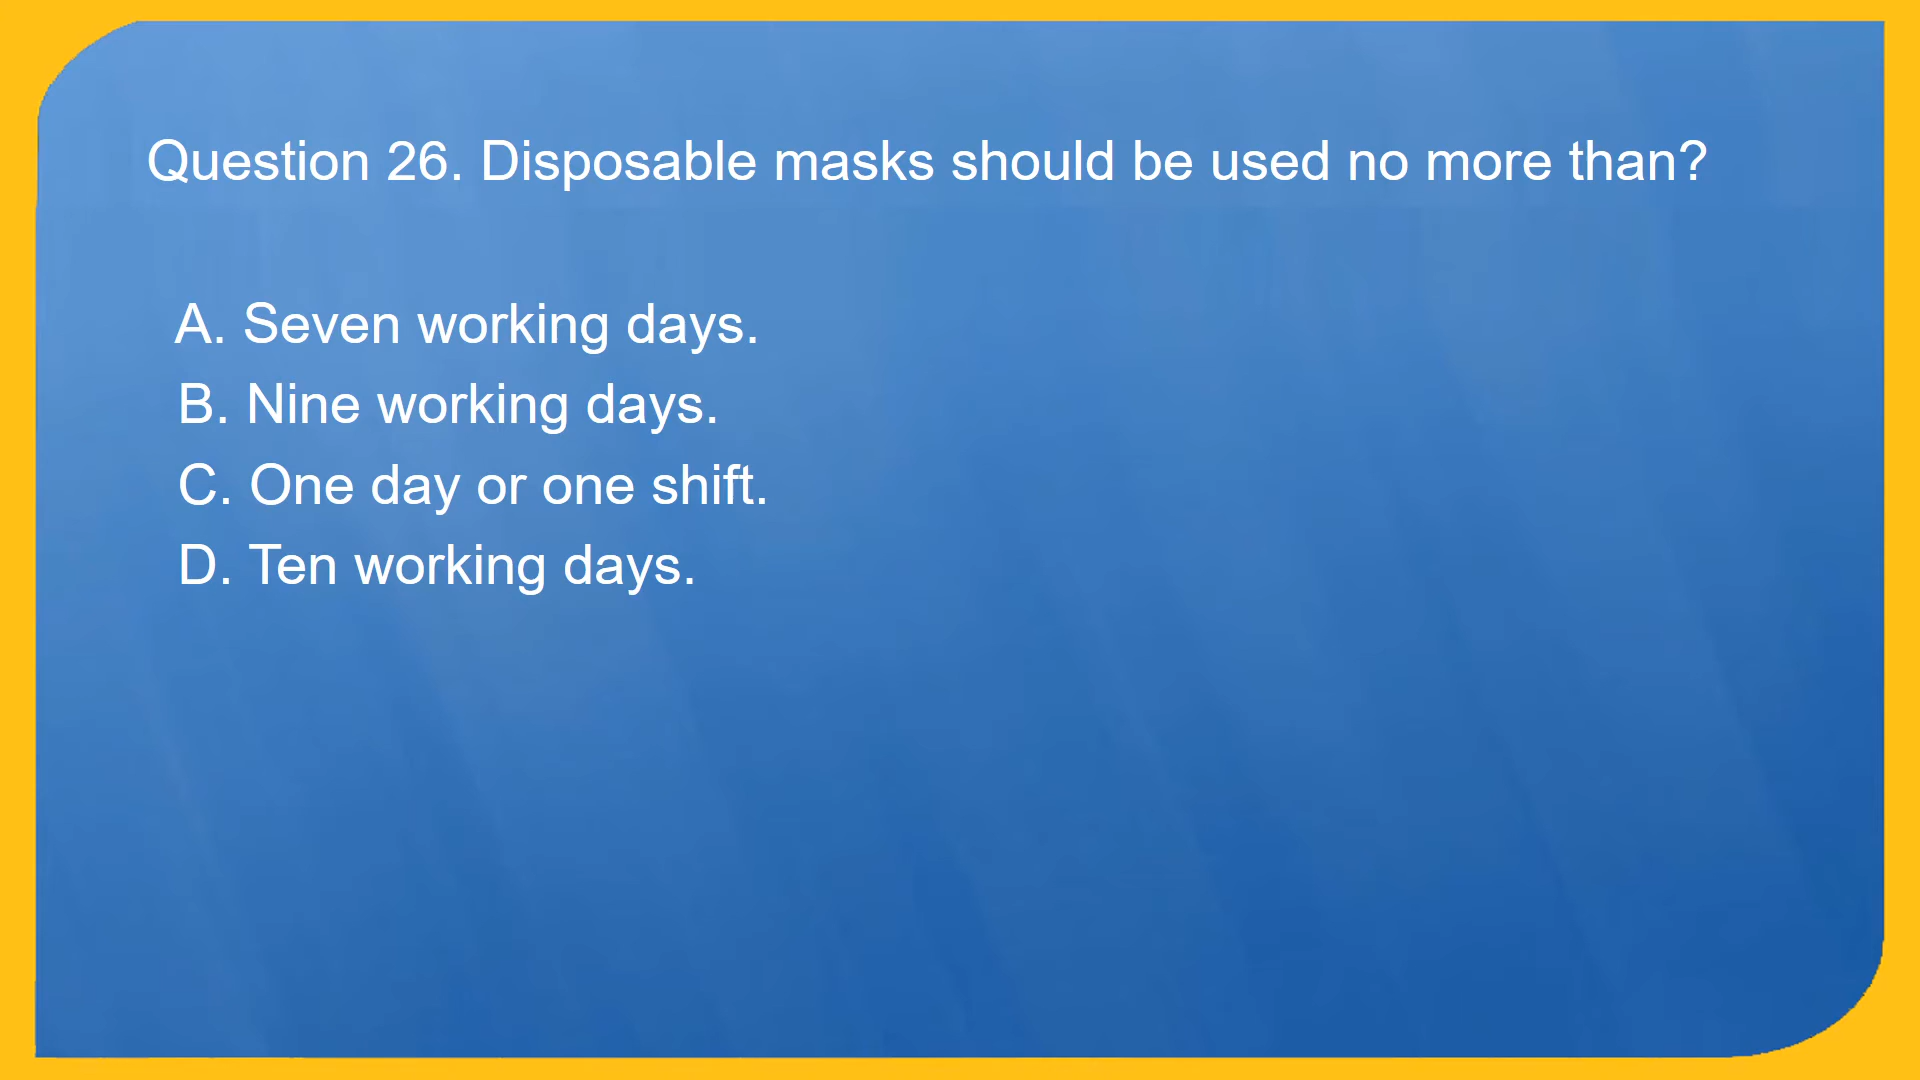 Question 26. Disposable masks should be used no more than?
A. Seven working days.
B. Nine working days.
C. One day or one shift.
D. Ten working days.